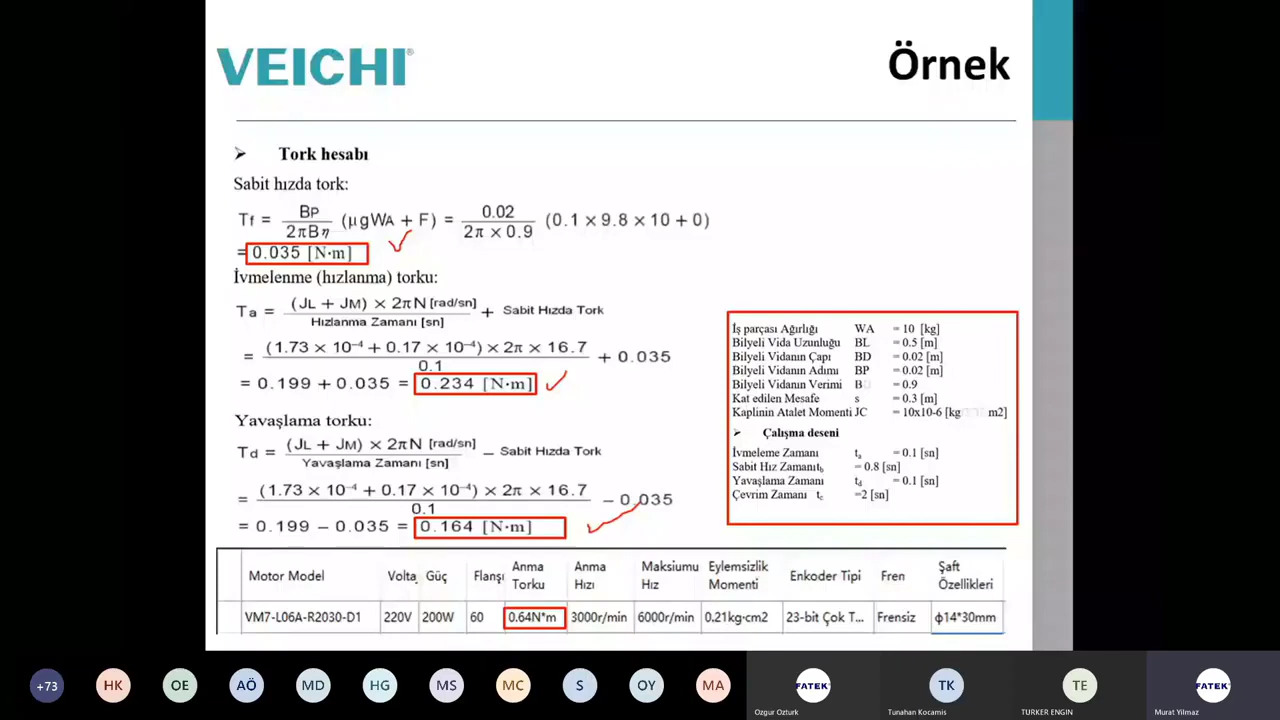 VEICHI
Örnek
Tork hesabı
Sabit hızda tork:
Tf = BP / 2πBη (μgWA + F) = 0.02 / 2π × 0.9 (0.1 × 9.8 × 10 + 0)
= 0.035 [N·m]
İvmelenme (hızlanma) torku:
Ta = (JL + JM) × 2πN [rad/sn] / Hızlanma Zamanı [sn] + Sabit Hızda Tork
= (1.73 × 10⁻⁴ + 0.17 × 10⁻⁴) × 2π × 16.7 / 0.1 + 0.035
= 0.199 + 0.035 = 0.234 [N·m]
Yavaşlama torku:
Td = (JL + JM) × 2πN [rad/sn] / Yavaşlama Zamanı [sn] − Sabit Hızda Tork
= (1.73 × 10⁻⁴ + 0.17 × 10⁻⁴) × 2π × 16.7 / 0.1 − 0.035
= 0.199 − 0.035 = 0.164 [N·m]
İş parçası Ağırlığı WA = 10 [kg]
Bilyeli Vida Uzunluğu BL = 0.5 [m]
Bilyeli Vidanın Çapı BD = 0.02 [m]
Bilyeli Vidanın Adımı BP = 0.02 [m]
Bilyeli Vidanın Verimi B = 0.9
Kat edilen Mesafe s = 0.3 [m]
Kaplinin Atalet Momenti JC = 10x10-6 [kg m2]
Çalışma deseni
İvmeleme Zamanı ta = 0.1 [sn]
Sabit Hız Zamanı tb = 0.8 [sn]
Yavaşlama Zamanı td = 0.1 [sn]
Çevrim Zamanı tc =2 [sn]
Motor Model Volta Güç Flanşı Anma Torku Anma Hızı Maksiumu Hız Eylemsizlik Momenti Enkoder Tipi Fren Şaft Özellikleri
VM7-L06A-R2030-D1 220V 200W 60 0.64N*m 3000r/min 6000r/min 0.21kg·cm2 23-bit Çok T... Frensiz ϕ14*30mm
+73 HK OE AÖ MD HG MS MC S OY MA FATEK TK TE FATEK
Ozgur Ozturk Tunahan Kocamis TURKER ENGIN Murat Yilmaz